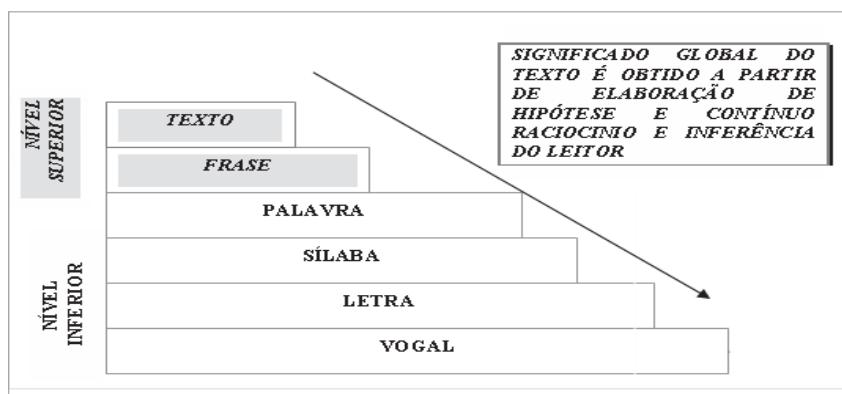 SIGNIFICADO GLOBAL DO
TEXTO É OBTIDO A PARTIR
DE ELABORAÇÃO DE
HIPÓTESE E CONTÍNUO
RACIOCINIO E INFERÊNCIA
DO LEITOR
NÍVEL
SUPERIOR
TEXTO
FRASE
PALAVRA
SÍLABA
NÍVEL
INFERIOR
LETRA
VOGAL